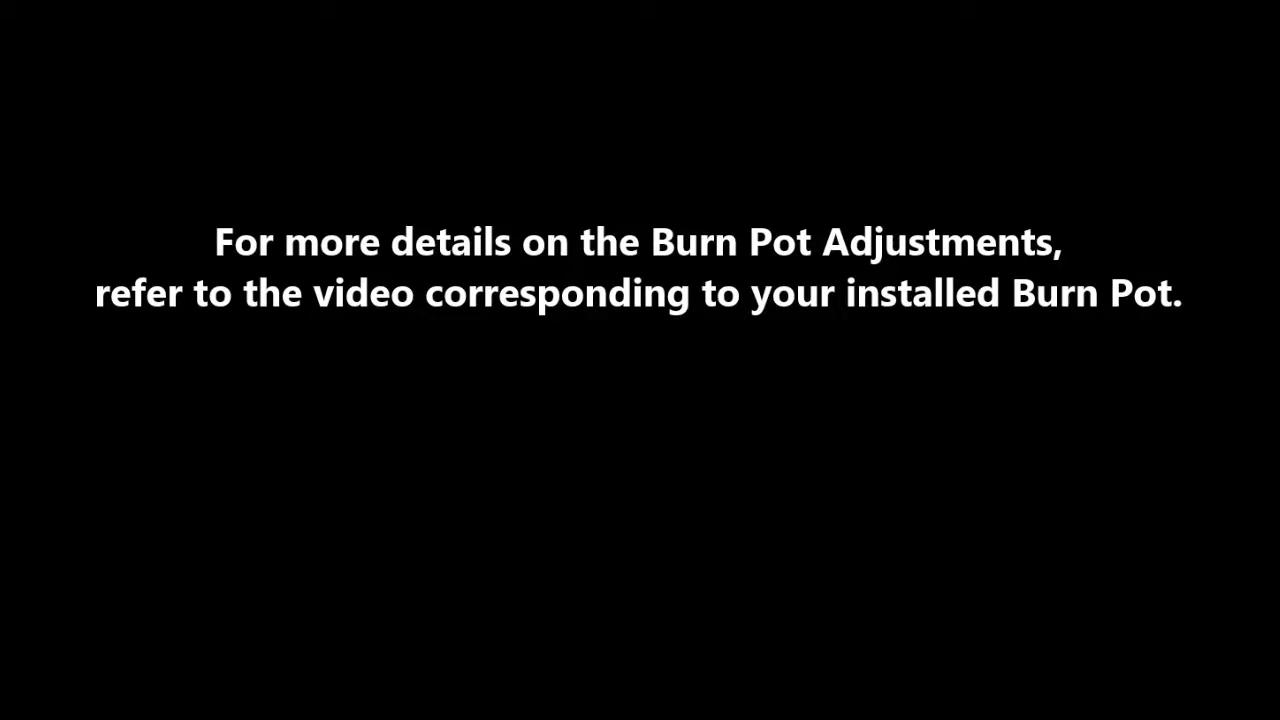 For more details on the Burn Pot Adjustments,
refer to the video corresponding to your installed Burn Pot.